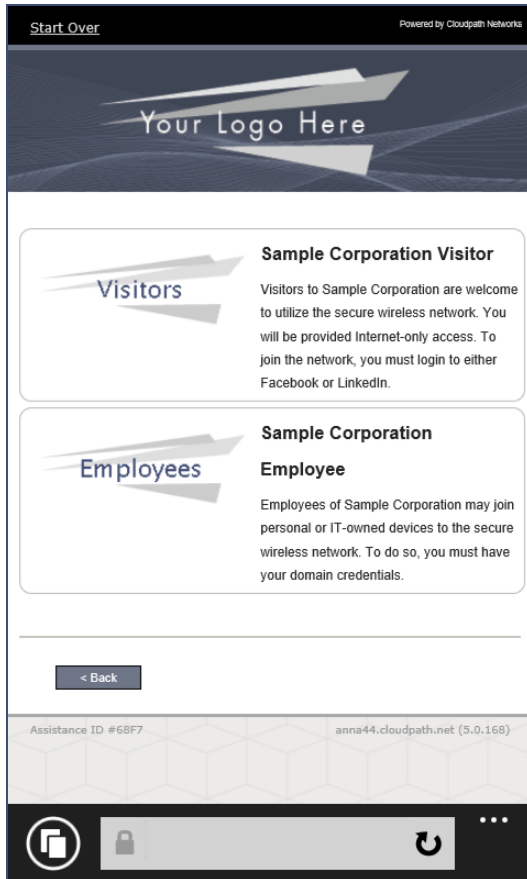 Start Over
Powered by Cloudpath Networks
Your Logo Here
Visitors
Sample Corporation Visitor
Visitors to Sample Corporation are welcome
to utilize the secure wireless network. You
will be provided Internet-only access. To
join the network, you must login to either
Facebook or LinkedIn.
Employees
Sample Corporation
Employee
Employees of Sample Corporation may join
personal or IT-owned devices to the secure
wireless network. To do so, you must have
your domain credentials.
< Back
Assistance ID #68F7
anna44.cloudpath.net (5.0.168)